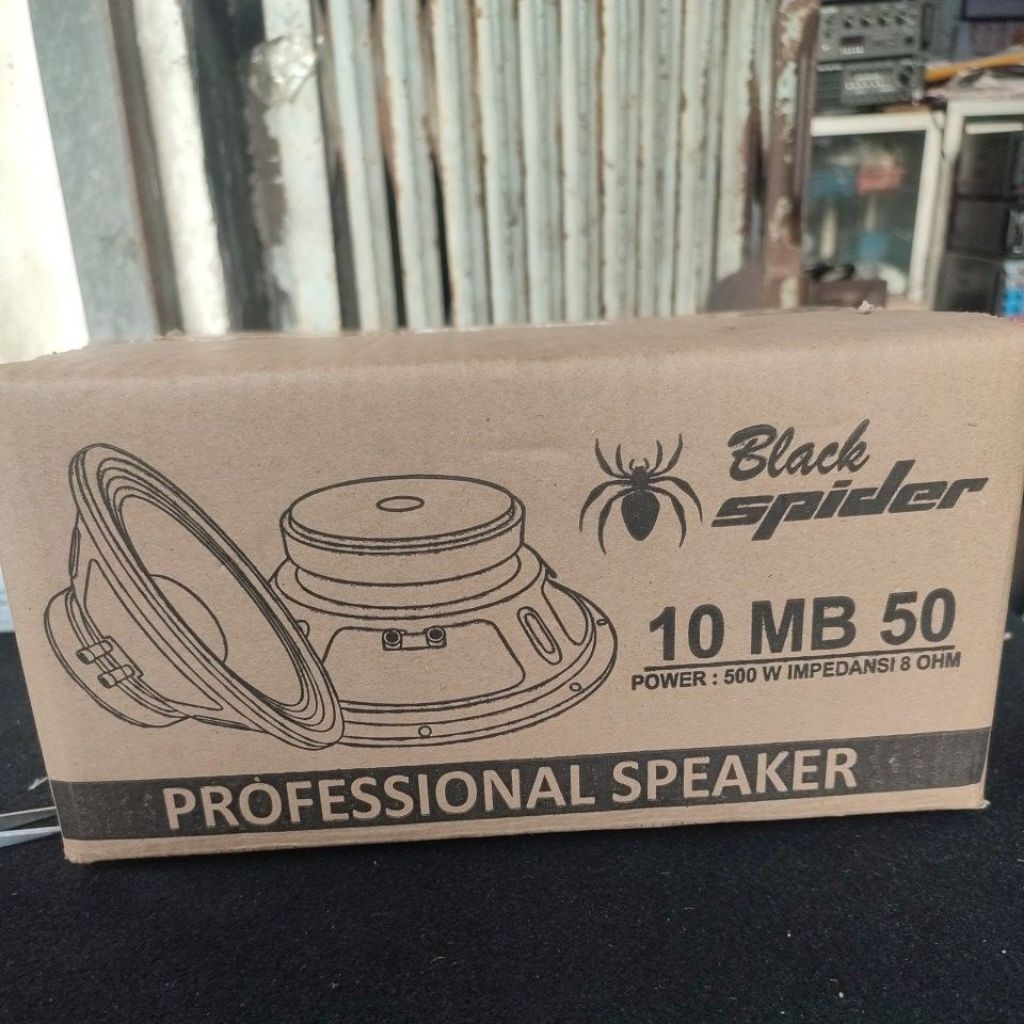 Black
spider
10 MB 50
POWER : 500 W IMPEDANSI 8 OHM
PROFESSIONAL SPEAKER